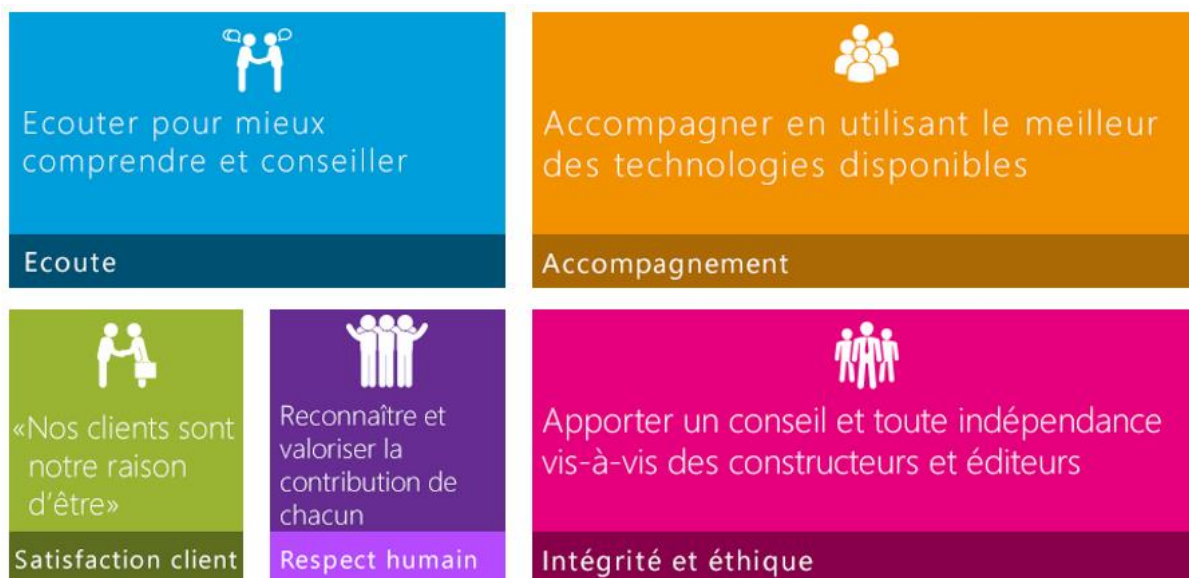 Ecouter pour mieux
comprendre et conseiller
Ecoute
Accompagner en utilisant le meilleur
des technologies disponibles
Accompagnement
«Nos clients sont
notre raison
d'être»
Satisfaction client
Reconnaître et
valoriser la
contribution de
chacun
Respect humain
Apporter un conseil et toute indépendance
vis-à-vis des constructeurs et éditeurs
Intégrité et éthique